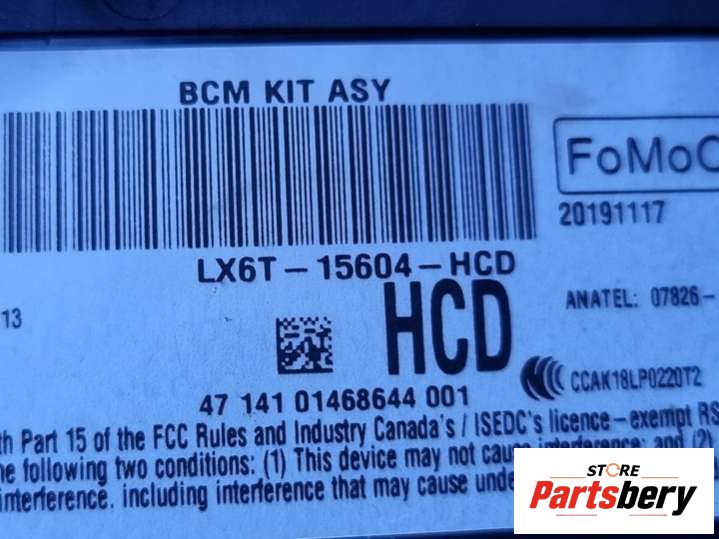 BCM KIT ASY
FoMoC
20191117
LX6T-15604-HCD
13
HCD
ANATEL: 07826-
CCAK18LP0220T2
47 141 01468644 001
th Part 15 of the FCC Rules and Industry Canada's / ISEDC's licence-exempt RS
he following two conditions: (1) This device may not cause interference; and (2)
interference, including interference that may cause unde
STORE
Partsbery